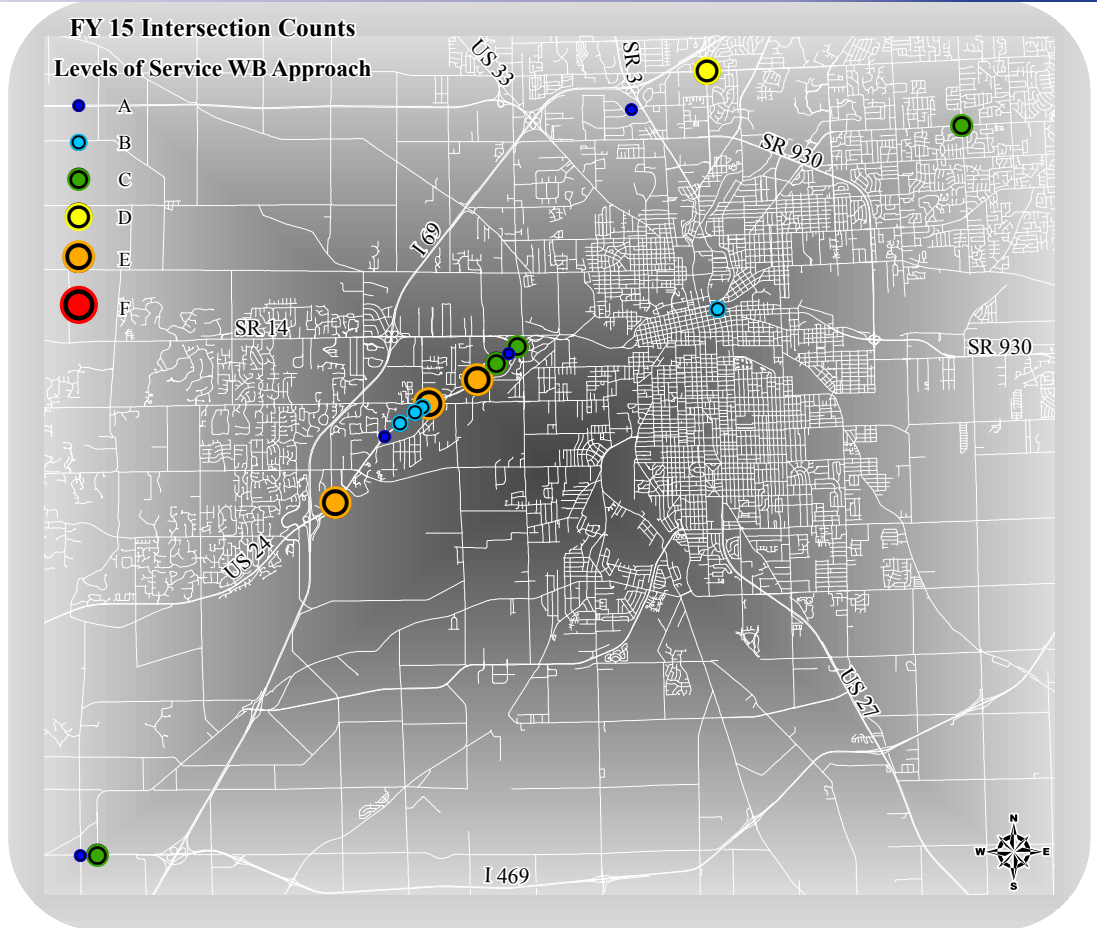 FY 15 Intersection Counts
Levels of Service WB Approach
A
B
C
D
E
F
US 33
SR 3
SR 930
I 69
SR 14
SR 930
US 24
US 27
I 469
N
W
E
S